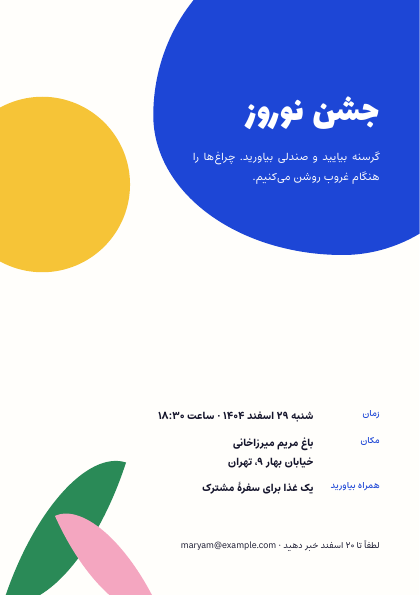 جشن نوروز
گرسنه بیایید و صندلی بیاورید. چراغ‌ها را
هنگام غروب روشن می‌کنیم.
زمان
شنبه ۲۹ اسفند ۱۴۰۴ · ساعت ۱۸:۳۰
مکان
باغ مریم میرزاخانی
خیابان بهار ۹، تهران
همراه بیاورید
یک غذا برای سفرهٔ مشترک
لطفاً تا ۲۰ اسفند خبر دهید · maryam@example.com